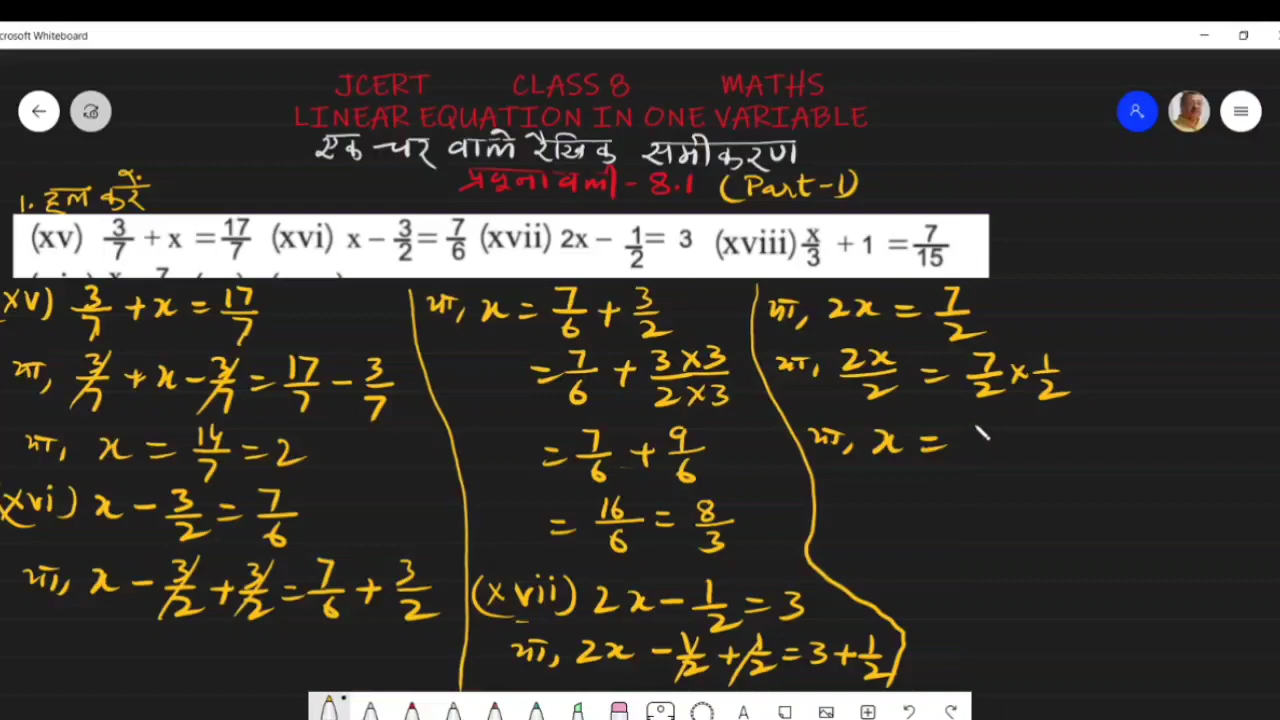 crosoft Whiteboard
JCERT CLASS 8 MATHS
LINEAR EQUATION IN ONE VARIABLE
एक चर वाले रैखिक समीकरण
प्रश्नावली - 8.1 (Part-1)
1. हल करें
(xv) 3/7 + x = 17/7 (xvi) x − 3/2 = 7/6 (xvii) 2x − 1/2 = 3 (xviii) x/3 + 1 = 7/15
xv) 3/7 + x = 17/7
या, 3/7 + x - 3/7 = 17/7 - 3/7
या, x = 14/7 = 2
(xvi) x - 3/2 = 7/6
या, x - 3/2 + 3/2 = 7/6 + 3/2
या, x = 7/6 + 3/2
= 7/6 + 3×3/2×3
= 7/6 + 9/6
= 16/6 = 8/3
(xvii) 2x - 1/2 = 3
या, 2x - 1/2 + 1/2 = 3 + 1/2
या, 2x = 7/2
या, 2x/2 = 7/2 × 1/2
या, x =